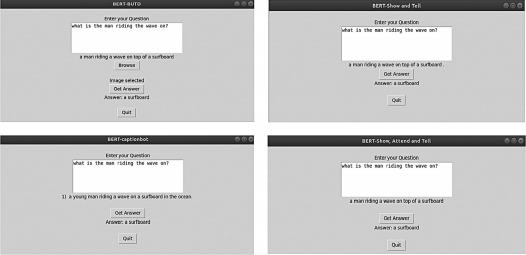 BERT-BUTD
Enter your Question
what is the man riding the wave on?
a man riding a wave on top of a surfboard
Browse
Image selected
Get Answer
Answer: a surfboard
Quit
BERT-Show and Tell
Enter your Question
what is the man riding the wave on?
a man riding a wave on top of a surfboard .
Get Answer
Answer: a surfboard
Quit
BERT-captionbot
Enter your Question
what is the man riding the wave on?
1) a young man riding a wave on a surfboard in the ocean.
Get Answer
Answer: a surfboard
Quit
BERT-Show, Attend and Tell
Enter your Question
what is the man riding the wave on?
a man riding a wave on top of a surfboard
Get Answer
Answer: a surfboard
Quit